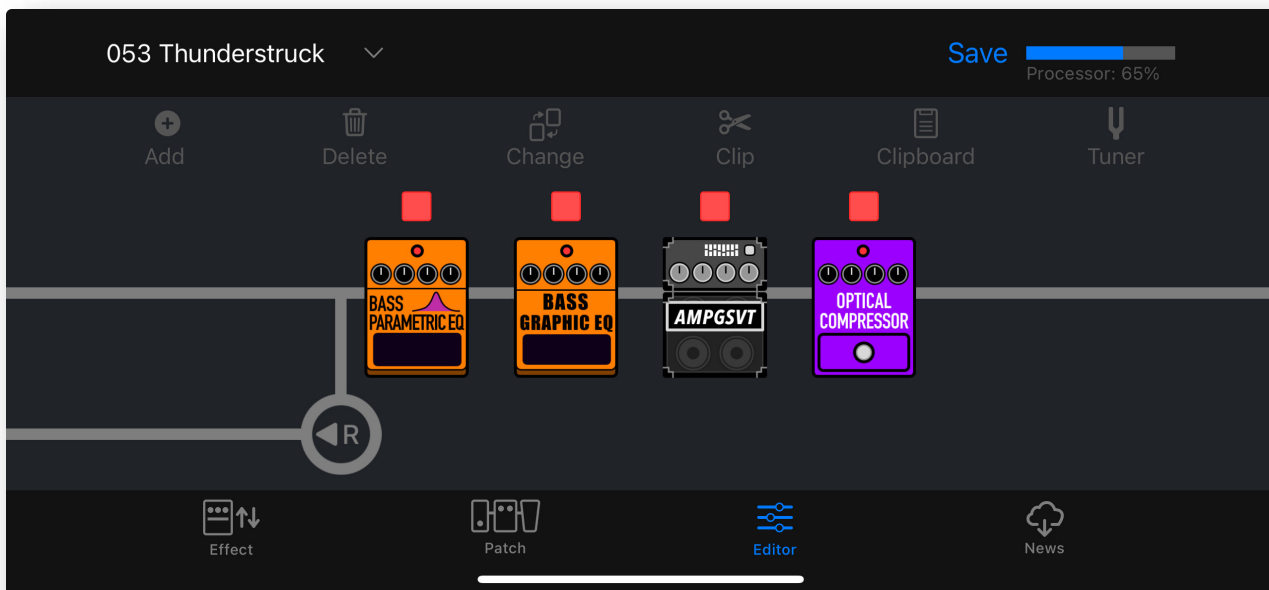 053 Thunderstruck
Save
Processor: 65%
Add
Delete
Change
Clip
Clipboard
Tuner
BASS
PARAMETRIC EQ
BASS
GRAPHIC EQ
AMPGSVT
OPTICAL
COMPRESSOR
R
Effect
Patch
Editor
News